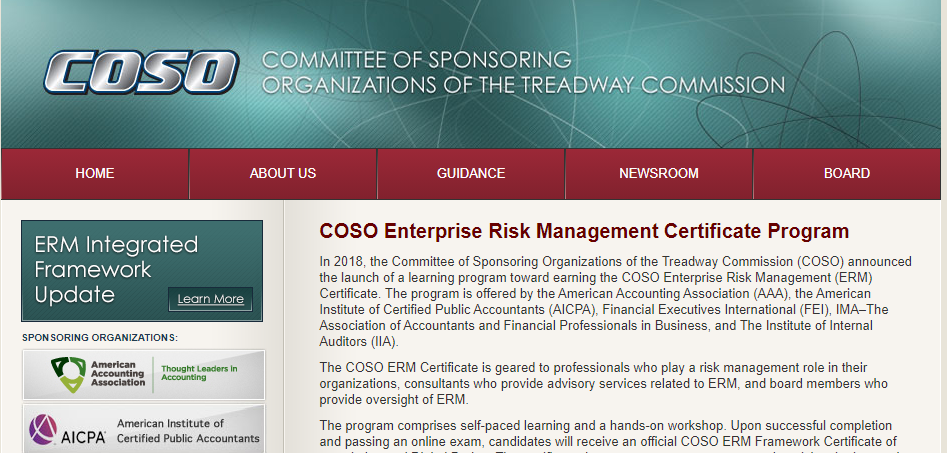 COSO
COMMITTEE OF SPONSORING
ORGANIZATIONS OF THE TREADWAY COMMISSION
HOME
ABOUT US
GUIDANCE
NEWSROOM
BOARD
ERM Integrated
Framework
Update
Learn More
SPONSORING ORGANIZATIONS:
American
Accounting
Association
Thought Leaders in
Accounting
AICPA
American Institute of
Certified Public Accountants
COSO Enterprise Risk Management Certificate Program
In 2018, the Committee of Sponsoring Organizations of the Treadway Commission (COSO) announced
the launch of a learning program toward earning the COSO Enterprise Risk Management (ERM)
Certificate. The program is offered by the American Accounting Association (AAA), the American
Institute of Certified Public Accountants (AICPA), Financial Executives International (FEI), IMA–The
Association of Accountants and Financial Professionals in Business, and The Institute of Internal
Auditors (IIA).
The COSO ERM Certificate is geared to professionals who play a risk management role in their
organizations, consultants who provide advisory services related to ERM, and board members who
provide oversight of ERM.
The program comprises self-paced learning and a hands-on workshop. Upon successful completion
and passing an online exam, candidates will receive an official COSO ERM Framework Certificate of